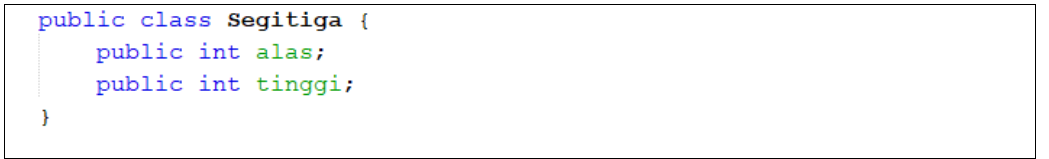 public class Segitiga {
    public int alas;
    public int tinggi;
}